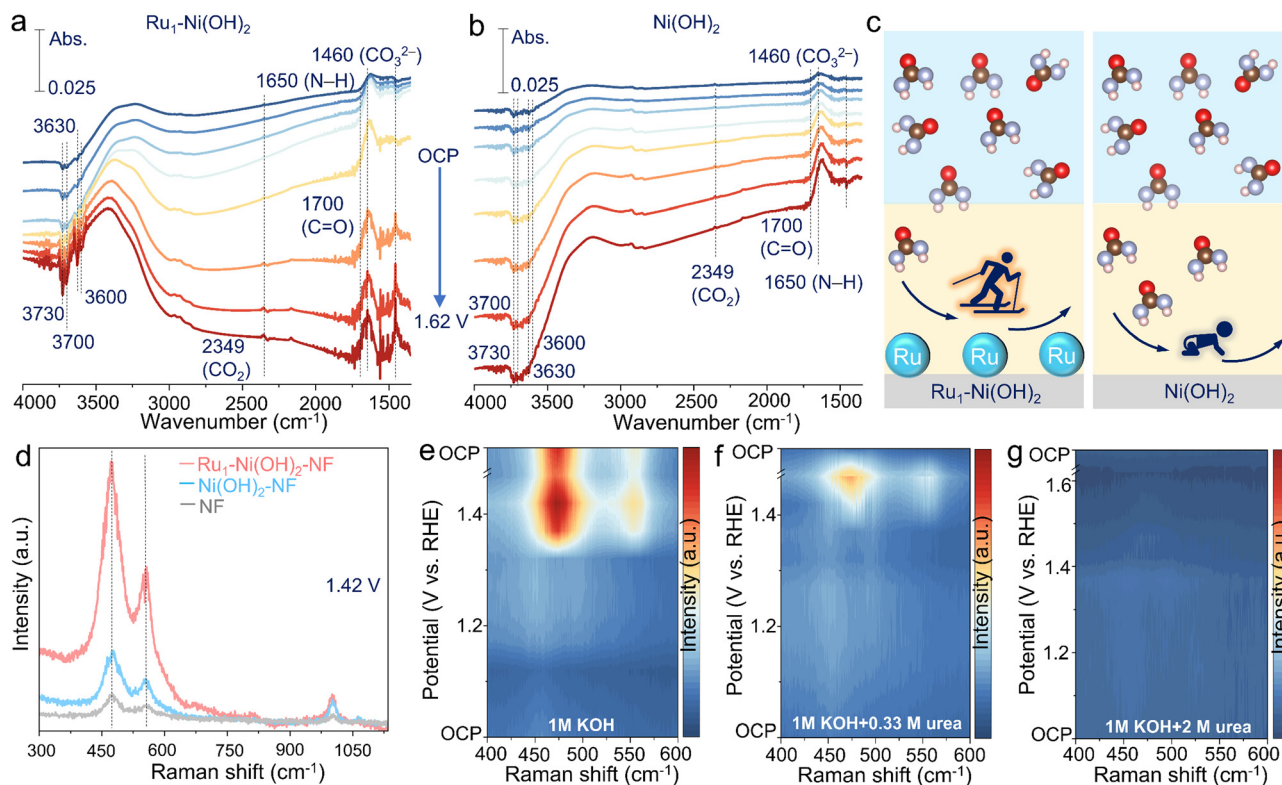 a
Ru₁-Ni(OH)₂
Abs.
0.025
1460 (CO₃²⁻)
1650 (N–H)
3630
OCP
1700
(C=O)
3600
3730
3700
2349
(CO₂)
1.62 V
4000 3500 3000 2500 2000 1500
Wavenumber (cm⁻¹)
b
Ni(OH)₂
Abs.
0.025
1460 (CO₃²⁻)
1700
(C=O)
2349
(CO₂)
1650 (N–H)
3700
3730
3600
3630
4000 3500 3000 2500 2000 1500
Wavenumber (cm⁻¹)
c
Ru Ru Ru
Ru₁-Ni(OH)₂
Ni(OH)₂
d
Ru₁-Ni(OH)₂-NF
Ni(OH)₂-NF
NF
1.42 V
Intensity (a.u.)
300 450 600 750 900 1050
Raman shift (cm⁻¹)
e
OCP
1.4
1.2
OCP
Potential (V vs. RHE)
1M KOH
400 450 500 550 600
Raman shift (cm⁻¹)
Intensity (a.u.)
f
OCP
1.4
1.2
OCP
Potential (V vs. RHE)
1M KOH+0.33 M urea
400 450 500 550 600
Raman shift (cm⁻¹)
Intensity (a.u.)
g
OCP
1.6
1.4
1.2
OCP
Potential (V vs. RHE)
1M KOH+2 M urea
400 450 500 550 600
Raman shift (cm⁻¹)
Intensity (a.u.)